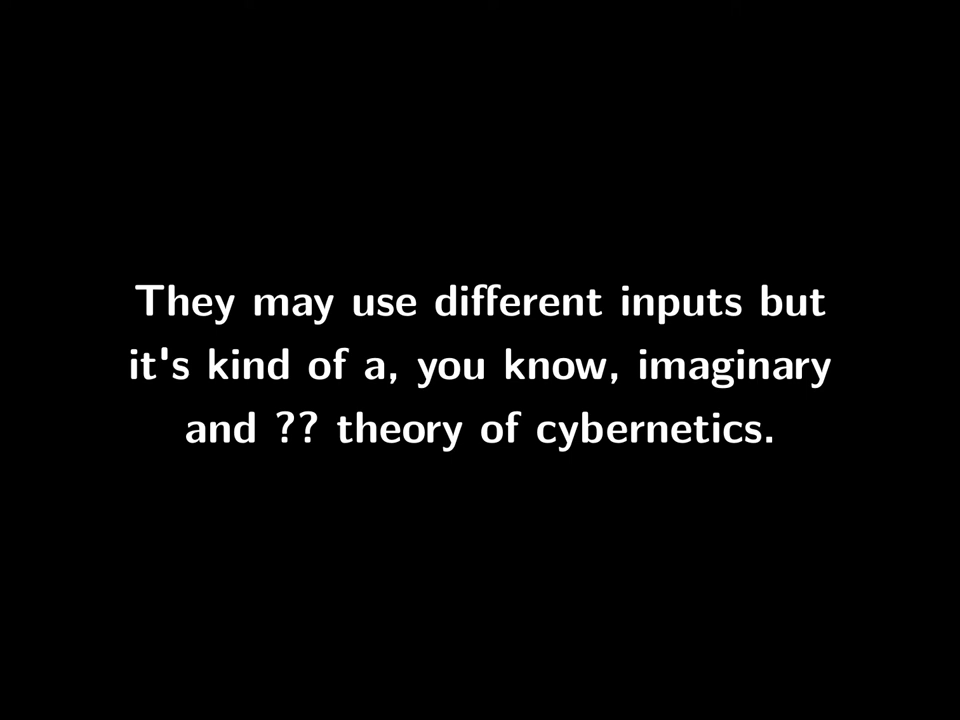 They may use different inputs but
it's kind of a, you know, imaginary
and ?? theory of cybernetics.